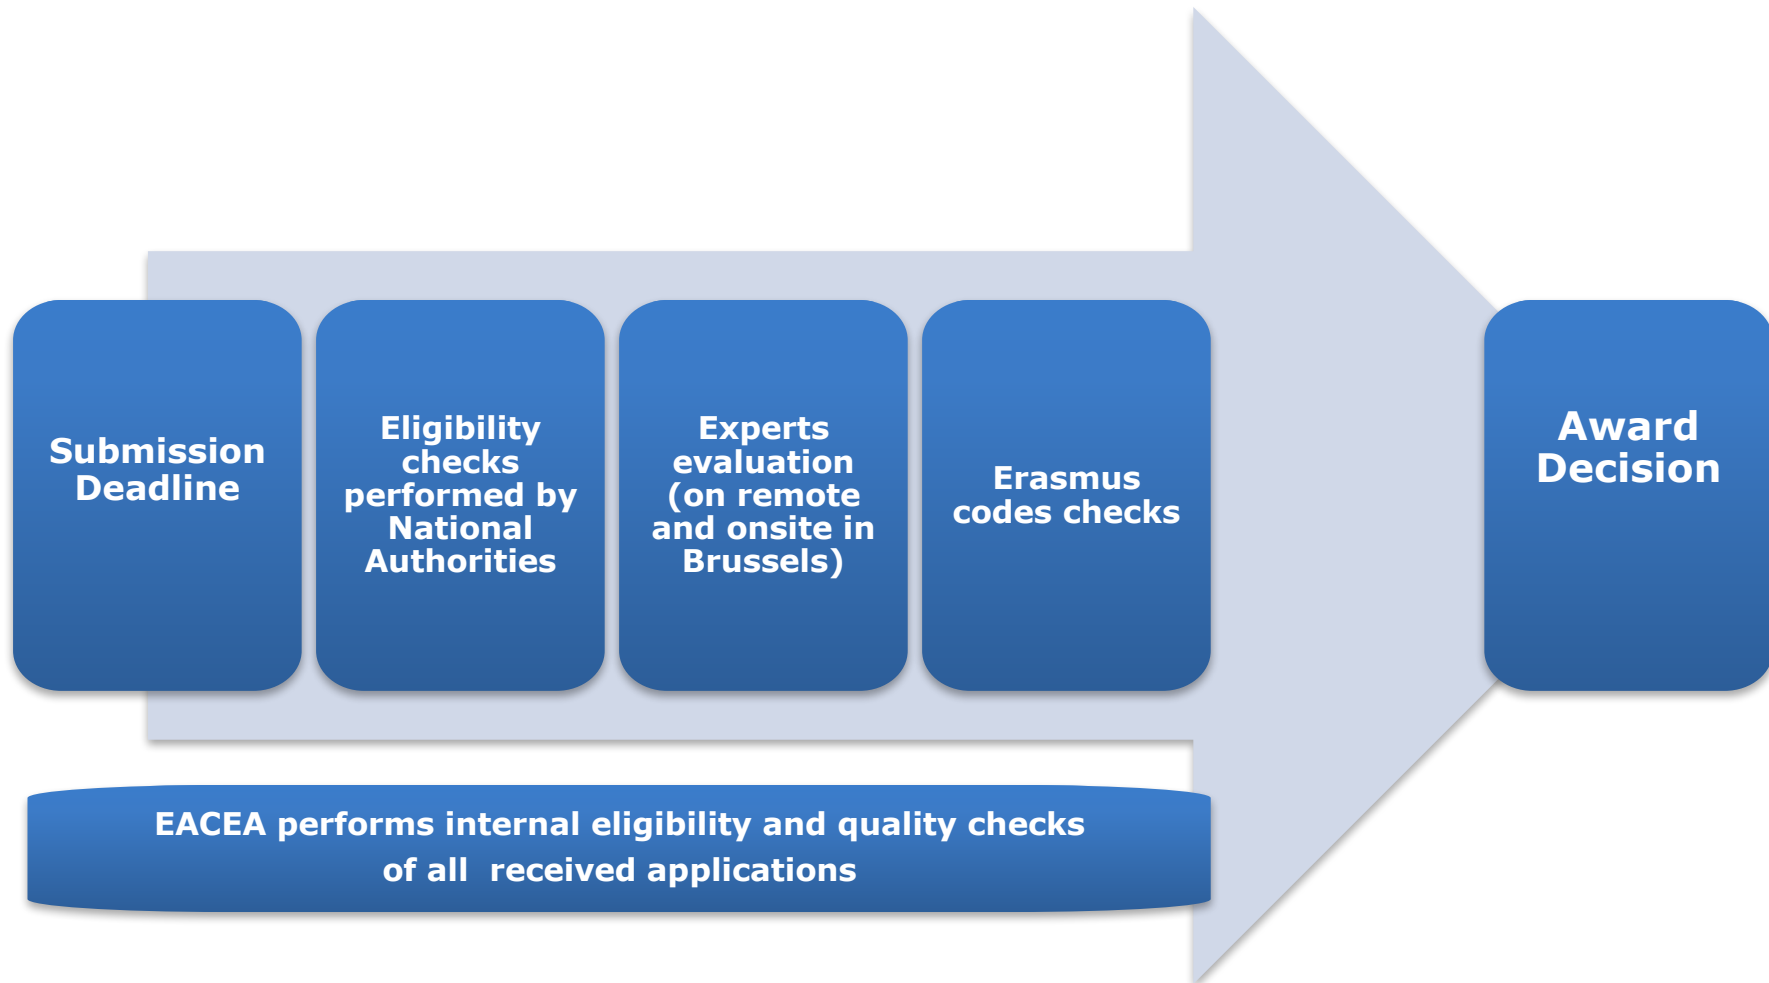 Submission
Deadline
Eligibility
checks
performed by
National
Authorities
Experts
evaluation
(on remote
and onsite in
Brussels)
Erasmus
codes checks
Award
Decision
EACEA performs internal eligibility and quality checks
of all  received applications